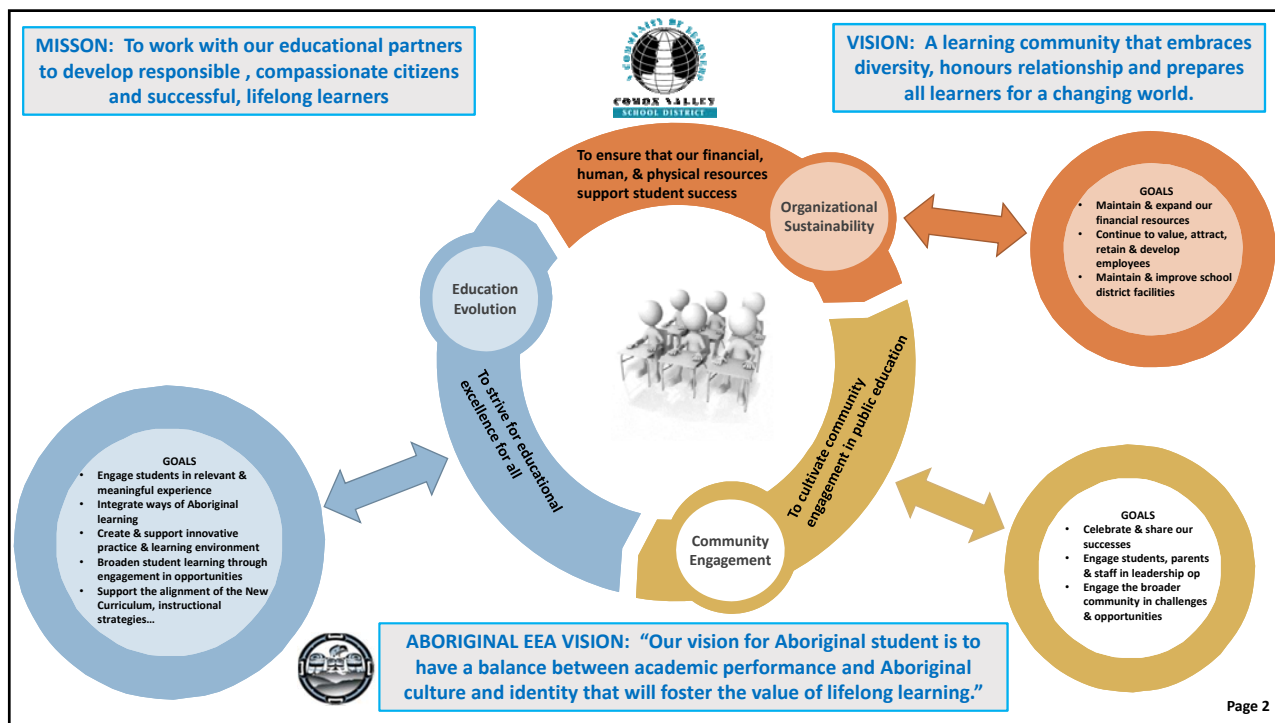 MISSON: To work with our educational partners
to develop responsible , compassionate citizens
and successful, lifelong learners
A COMMUNITY OF LEARNERS
COMOX VALLEY
SCHOOL DISTRICT
VISION: A learning community that embraces
diversity, honours relationship and prepares
all learners for a changing world.
To ensure that our financial,
human, & physical resources
support student success
Organizational
Sustainability
GOALS
• Maintain & expand our
financial resources
• Continue to value, attract,
retain & develop
employees
• Maintain & improve school
district facilities
Education
Evolution
To strive for educational
excellence for all
To cultivate community
engagement in public education
GOALS
• Engage students in relevant &
meaningful experience
• Integrate ways of Aboriginal
learning
• Create & support innovative
practice & learning environment
• Broaden student learning through
engagement in opportunities
• Support the alignment of the New
Curriculum, instructional
strategies…
Community
Engagement
GOALS
• Celebrate & share our
successes
• Engage students, parents
& staff in leadership op
• Engage the broader
community in challenges
& opportunities
ABORIGINAL EEA VISION: “Our vision for Aboriginal student is to
have a balance between academic performance and Aboriginal
culture and identity that will foster the value of lifelong learning.”
Page 2